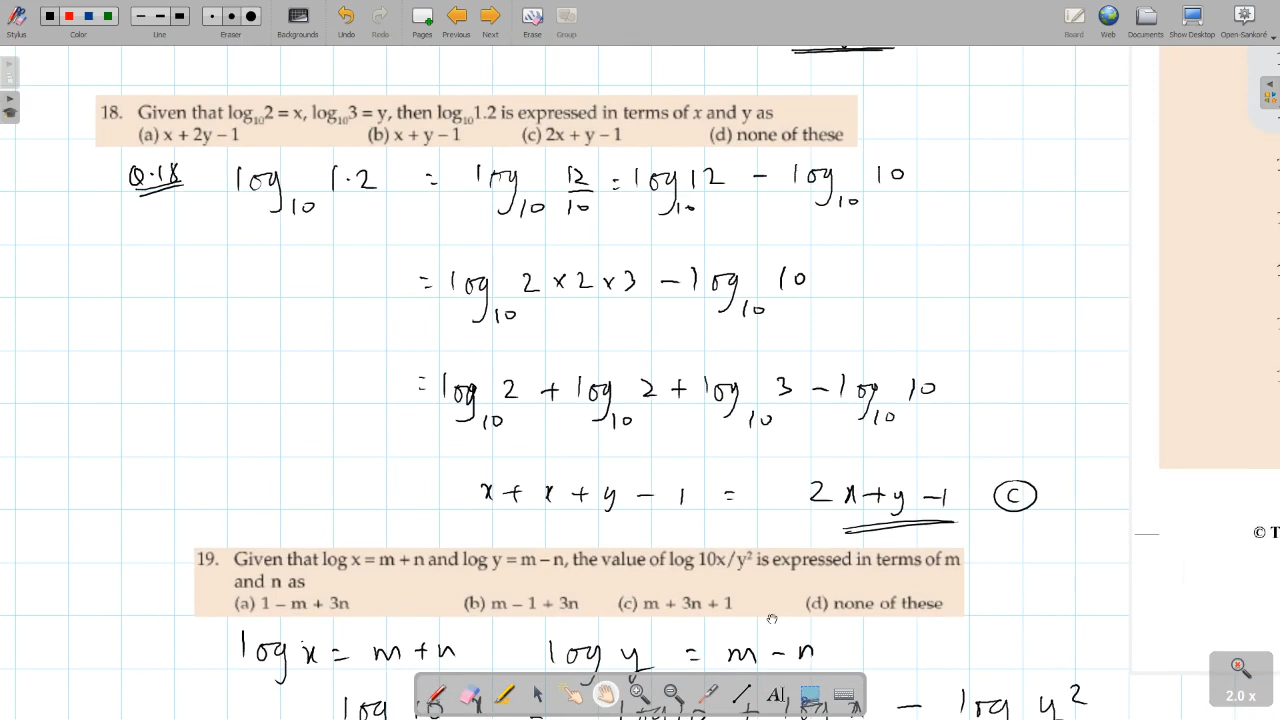 Stylus Color Line Eraser Backgrounds Undo Redo Pages Previous Next Erase Group Board Web Documents Show Desktop Open-Sankoré
18. Given that log₁₀2 = x, log₁₀3 = y, then log₁₀1.2 is expressed in terms of x and y as
(a) x + 2y – 1 (b) x + y – 1 (c) 2x + y – 1 (d) none of these
Q.18 log₁₀ 1.2 = log₁₀ 12/10 = log₁₀ 12 – log₁₀ 10
= log₁₀ 2 × 2 × 3 – log₁₀ 10
= log₁₀ 2 + log₁₀ 2 + log₁₀ 3 – log₁₀ 10
x + x + y – 1 = 2x + y – 1 (C)
19. Given that log x = m + n and log y = m – n, the value of log 10x/y² is expressed in terms of m
and n as
(a) 1 – m + 3n (b) m – 1 + 3n (c) m + 3n + 1 (d) none of these
© T
log x = m + n log y = m – n
– log y²
2.0 x